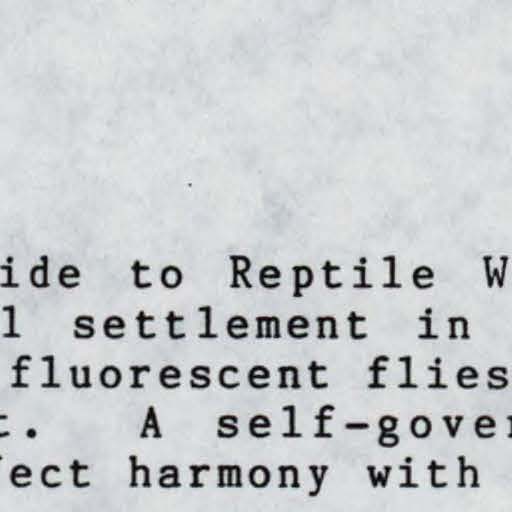 ide to Reptile W
l settlement in
fluorescent flies
t. A self-gover
fect harmony with